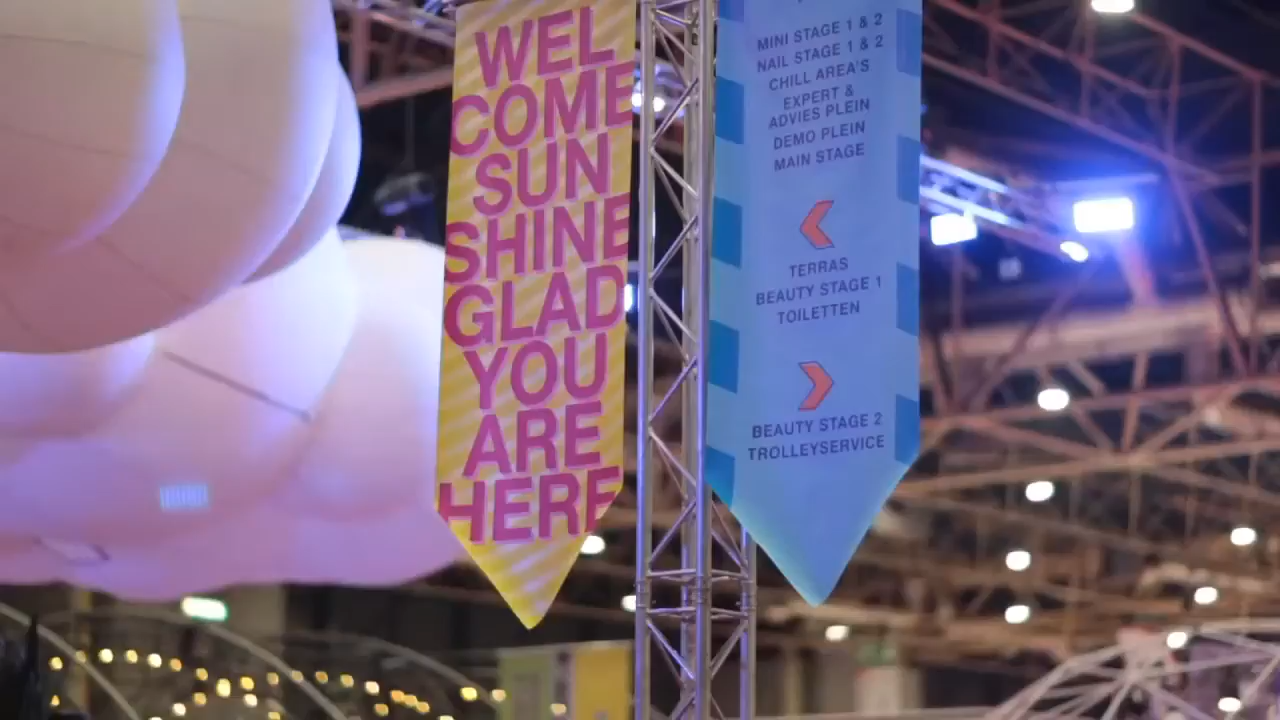 WEL
COME
SUN
SHINE
GLAD
YOU
ARE
HERE
MINI STAGE 1 & 2
NAIL STAGE 1 & 2
CHILL AREA'S
EXPERT &
ADVIES PLEIN
DEMO PLEIN
MAIN STAGE
TERRAS
BEAUTY STAGE 1
TOILETTEN
BEAUTY STAGE 2
TROLLEYSERVICE